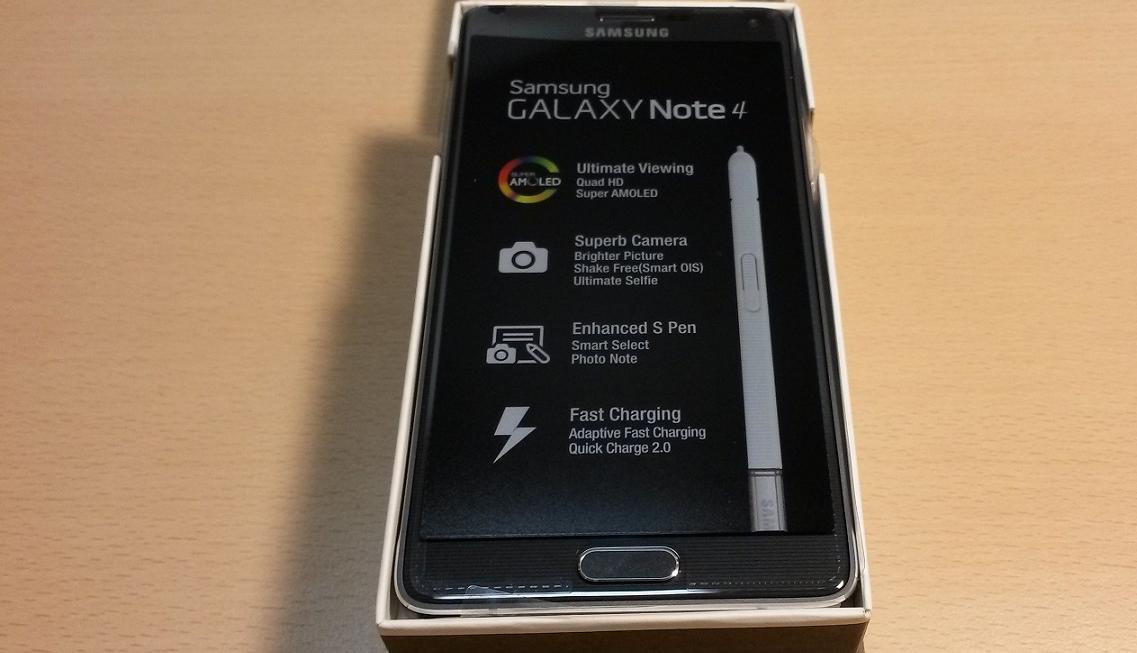 SAMSUNG
Samsung
GALAXY Note 4
SUPER
AMOLED
Ultimate Viewing
Quad HD
Super AMOLED
Superb Camera
Brighter Picture
Shake Free(Smart OIS)
Ultimate Selfie
Enhanced S Pen
Smart Select
Photo Note
Fast Charging
Adaptive Fast Charging
Quick Charge 2.0
SAM